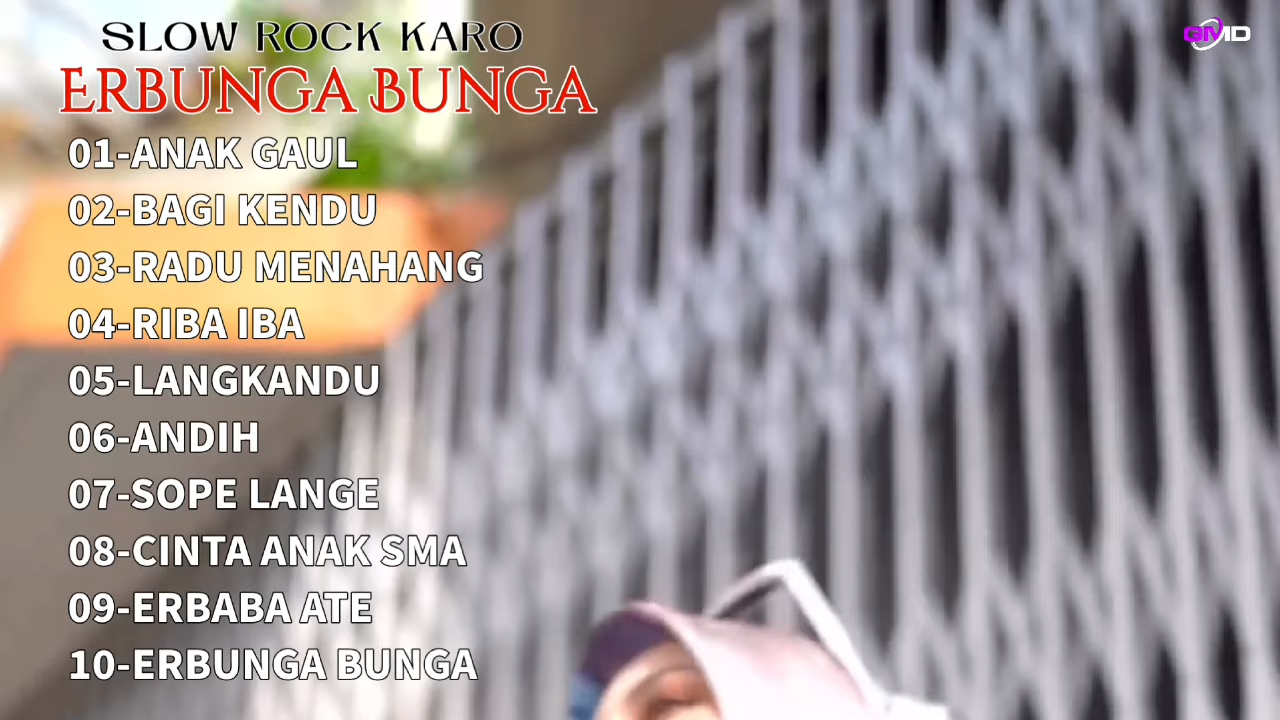 SLOW ROCK KARO
GMD
ERBUNGA BUNGA
01-ANAK GAUL
02-BAGI KENDU
03-RADU MENAHANG
04-RIBA IBA
05-LANGKANDU
06-ANDIH
07-SOPE LANGE
08-CINTA ANAK SMA
09-ERBABA ATE
10-ERBUNGA BUNGA